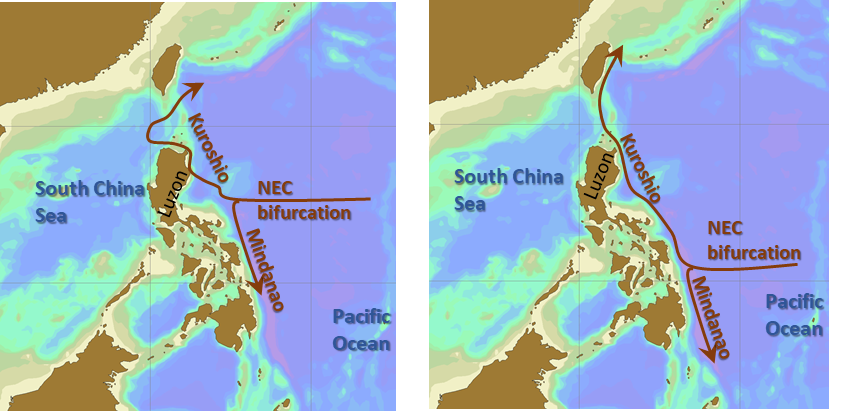 Kuroshio
Luzon
South China
Sea
NEC
bifurcation
Mindanao
Pacific
Ocean
Kuroshio
Luzon
South China
Sea
NEC
bifurcation
Mindanao
Pacific
Ocean